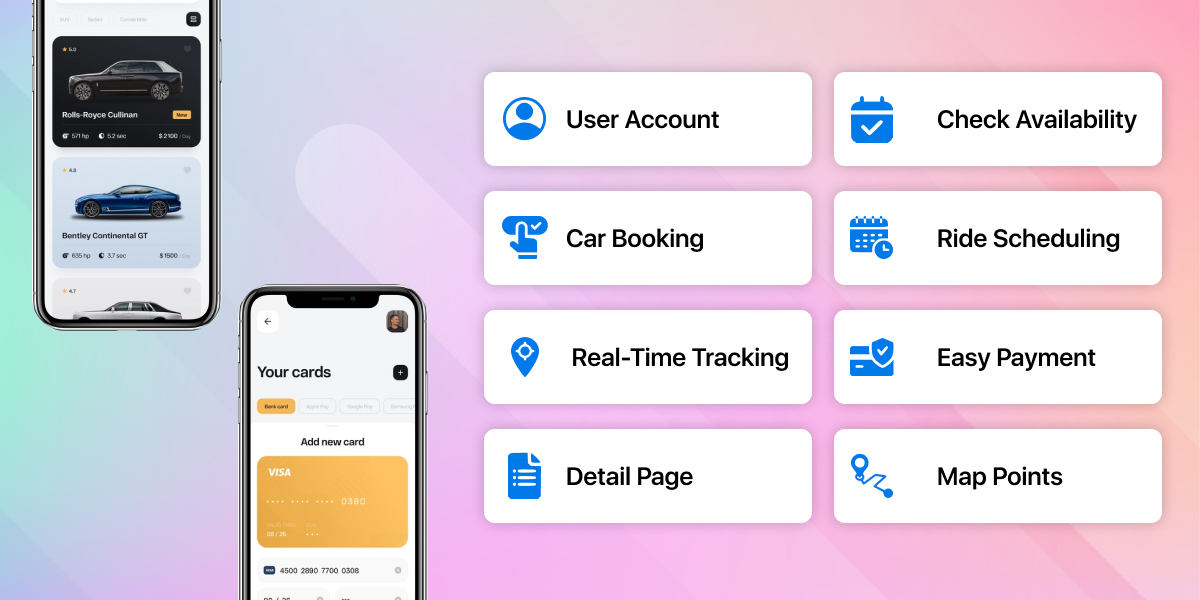 SUV Sedan Convertible
5.0
Rolls-Royce Cullinan New
571 hp 5.2 sec $ 2100 / Day
4.8
Bentley Continental GT
635 hp 3.7 sec $ 1500 / Day
4.7
Your cards +
Bank card Apple Pay Google Pay Samsung
Add new card
VISA
•••• •••• •••• 0380
VALID THRU CVV
08 / 26 •••
VISA 4500 2890 7700 0308
User Account
Check Availability
Car Booking
Ride Scheduling
Real-Time Tracking
Easy Payment
Detail Page
Map Points